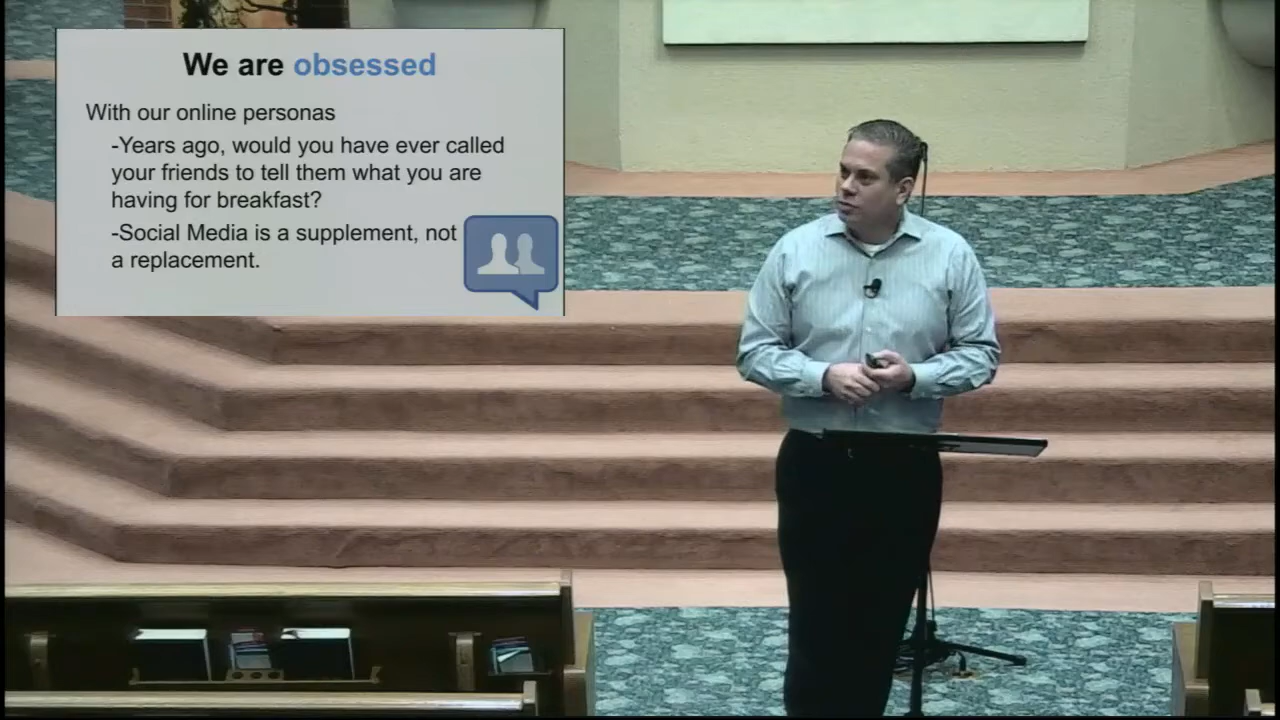 We are obsessed
With our online personas
-Years ago, would you have ever called
your friends to tell them what you are
having for breakfast?
-Social Media is a supplement, not
a replacement.